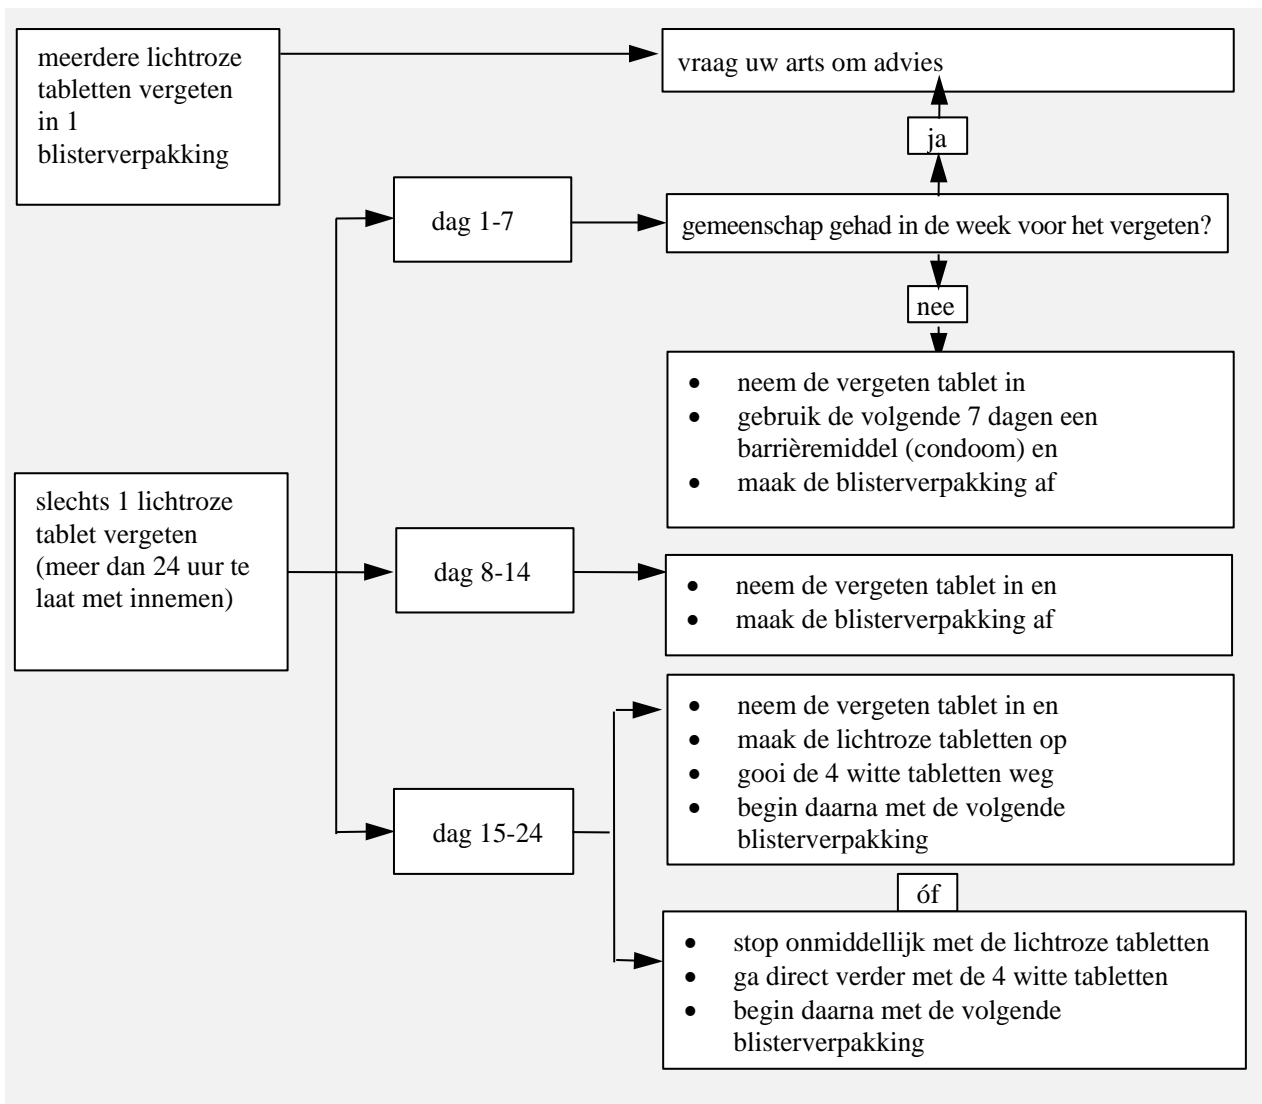 meerdere lichtroze
tabletten vergeten
in 1
blisterverpakking
vraag uw arts om advies
ja
dag 1-7
gemeenschap gehad in de week voor het vergeten?
nee
• neem de vergeten tablet in
• gebruik de volgende 7 dagen een
barrièremiddel (condoom) en
• maak de blisterverpakking af
slechts 1 lichtroze
tablet vergeten
(meer dan 24 uur te
laat met innemen)
dag 8-14
• neem de vergeten tablet in en
• maak de blisterverpakking af
dag 15-24
• neem de vergeten tablet in en
• maak de lichtroze tabletten op
• gooi de 4 witte tabletten weg
• begin daarna met de volgende
blisterverpakking
óf
• stop onmiddellijk met de lichtroze tabletten
• ga direct verder met de 4 witte tabletten
• begin daarna met de volgende
blisterverpakking